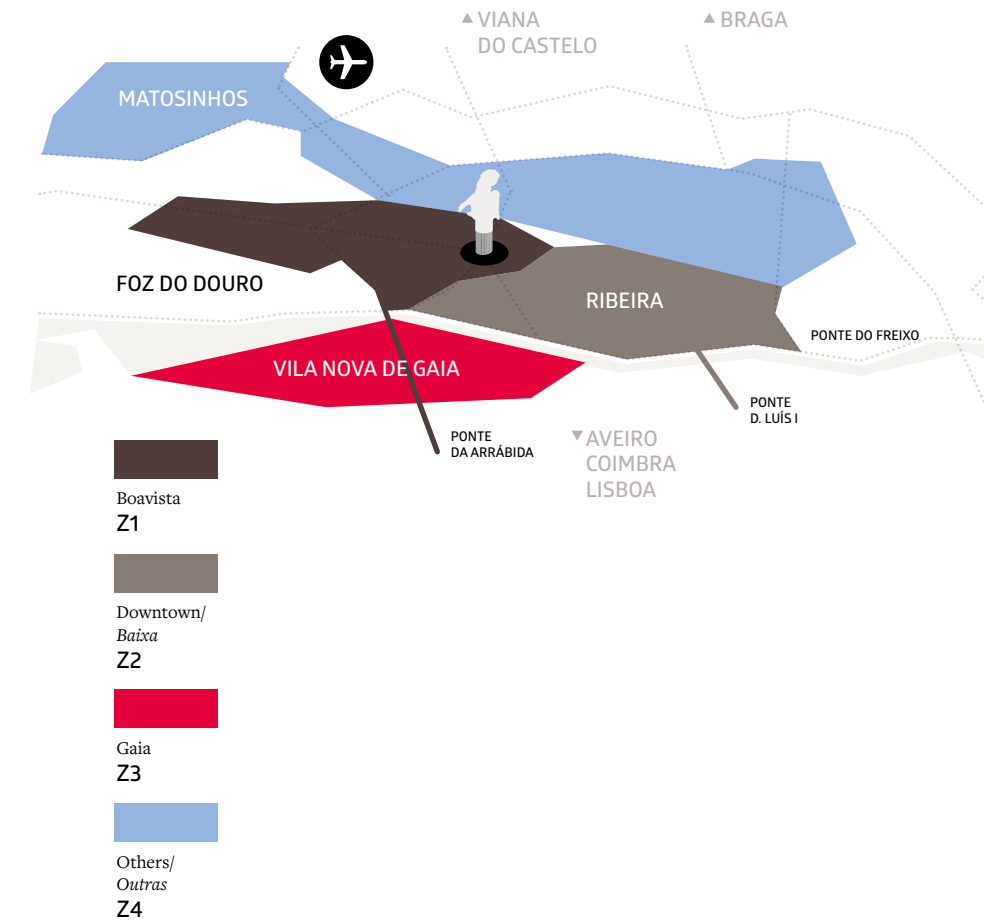 ▲ VIANA
DO CASTELO
▲ BRAGA
MATOSINHOS
FOZ DO DOURO
RIBEIRA
PONTE DO FREIXO
VILA NOVA DE GAIA
PONTE
D. LUÍS I
PONTE
DA ARRÁBIDA
▼ AVEIRO
COIMBRA
LISBOA
Boavista
Z1
Downtown/
Baixa
Z2
Gaia
Z3
Others/
Outras
Z4